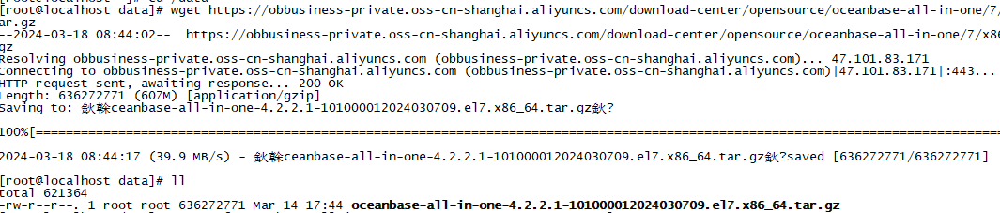 [root@localhost data]# wget https://obbusiness-private.oss-cn-shanghai.aliyuncs.com/download-center/opensource/oceanbase-all-in-one/7/
ar.gz
--2024-03-18 08:44:02--  https://obbusiness-private.oss-cn-shanghai.aliyuncs.com/download-center/opensource/oceanbase-all-in-one/7/x86
gz
Resolving obbusiness-private.oss-cn-shanghai.aliyuncs.com (obbusiness-private.oss-cn-shanghai.aliyuncs.com)... 47.101.83.171
Connecting to obbusiness-private.oss-cn-shanghai.aliyuncs.com (obbusiness-private.oss-cn-shanghai.aliyuncs.com)|47.101.83.171|:443...
HTTP request sent, awaiting response... 200 OK
Length: 636272771 (607M) [application/gzip]
Saving to: 鈥榦ceanbase-all-in-one-4.2.2.1-101000012024030709.el7.x86_64.tar.gz鈥?
100%[======================================================================================================================
2024-03-18 08:44:17 (39.9 MB/s) - 鈥榦ceanbase-all-in-one-4.2.2.1-101000012024030709.el7.x86_64.tar.gz鈥?saved [636272771/636272771]
[root@localhost data]# ll
total 621364
-rw-r--r--. 1 root root 636272771 Mar 14 17:44 oceanbase-all-in-one-4.2.2.1-101000012024030709.el7.x86_64.tar.gz